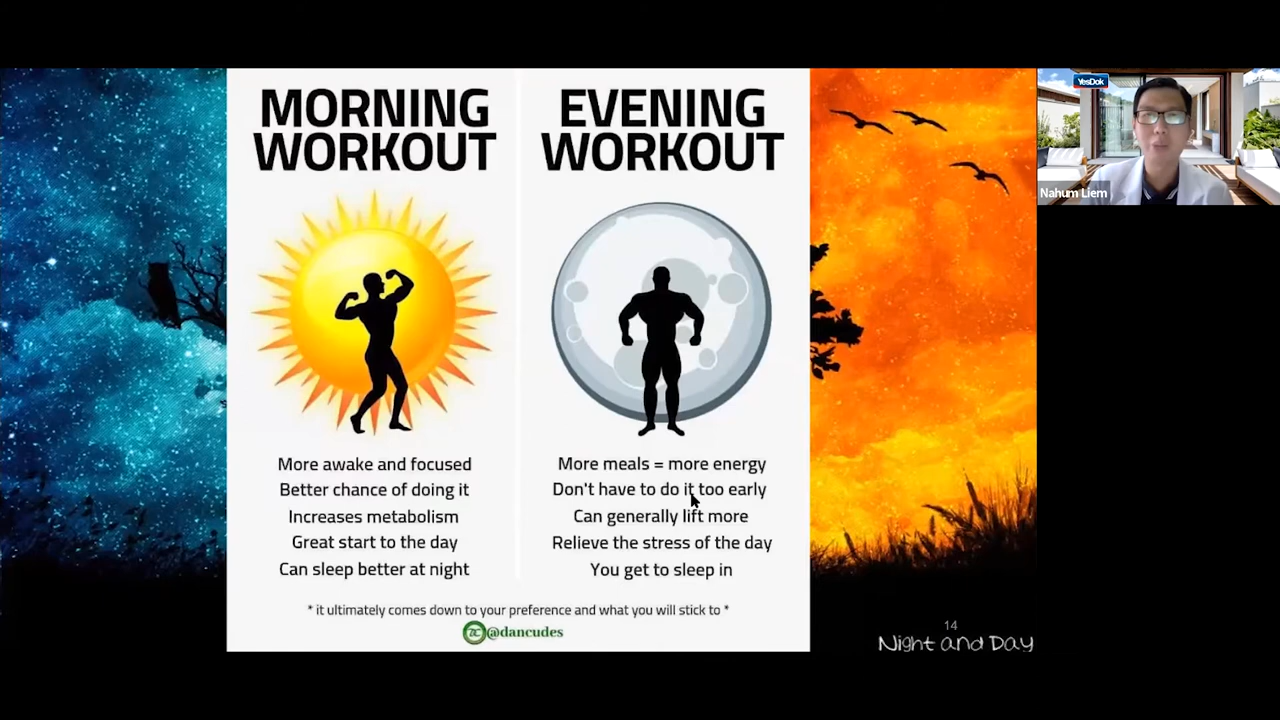 MORNING
WORKOUT
More awake and focused
Better chance of doing it
Increases metabolism
Great start to the day
Can sleep better at night
EVENING
WORKOUT
More meals = more energy
Don't have to do it too early
Can generally lift more
Relieve the stress of the day
You get to sleep in
* it ultimately comes down to your preference and what you will stick to *
@dancudes
14
Night and Day
YesDok
Nahum Liem